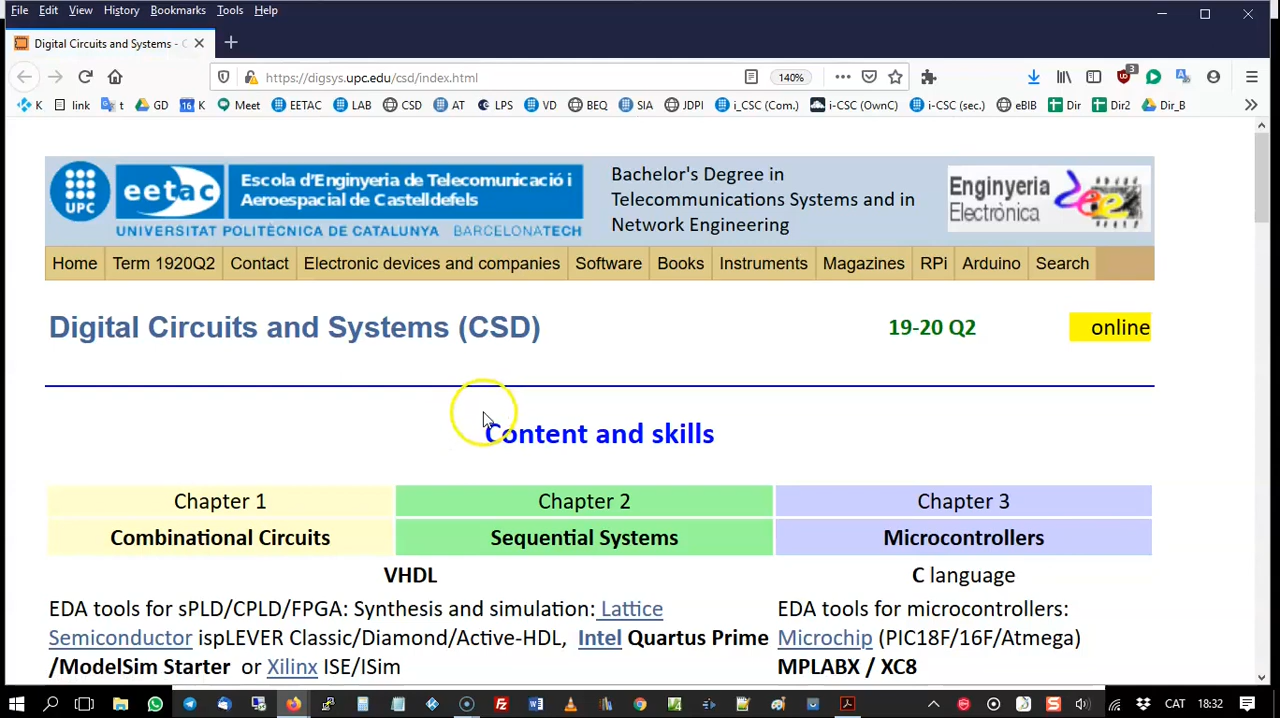 File Edit View History Bookmarks Tools Help
Digital Circuits and Systems - C
https://digsys.upc.edu/csd/index.html 140% 3
K link t GD K Meet EETAC LAB CSD AT LPS VD BEQ SIA JDPI i_CSC (Com.) i-CSC (OwnC) i-CSC (sec.) eBIB Dir Dir2 Dir_B
UPC
eetac
Escola d'Enginyeria de Telecomunicació i
Aeroespacial de Castelldefels
UNIVERSITAT POLITÈCNICA DE CATALUNYA BARCELONATECH
Bachelor's Degree in
Telecommunications Systems and in
Network Engineering
Enginyeria
Electrònica
Home Term 1920Q2 Contact Electronic devices and companies Software Books Instruments Magazines RPi Arduino Search
Digital Circuits and Systems (CSD) 19-20 Q2 online
Content and skills
Chapter 1 Chapter 2 Chapter 3
Combinational Circuits Sequential Systems Microcontrollers
VHDL C language
EDA tools for sPLD/CPLD/FPGA: Synthesis and simulation: Lattice
Semiconductor ispLEVER Classic/Diamond/Active-HDL, Intel Quartus Prime
/ModelSim Starter or Xilinx ISE/ISim
EDA tools for microcontrollers:
Microchip (PIC18F/16F/Atmega)
MPLABX / XC8
CAT 18:32